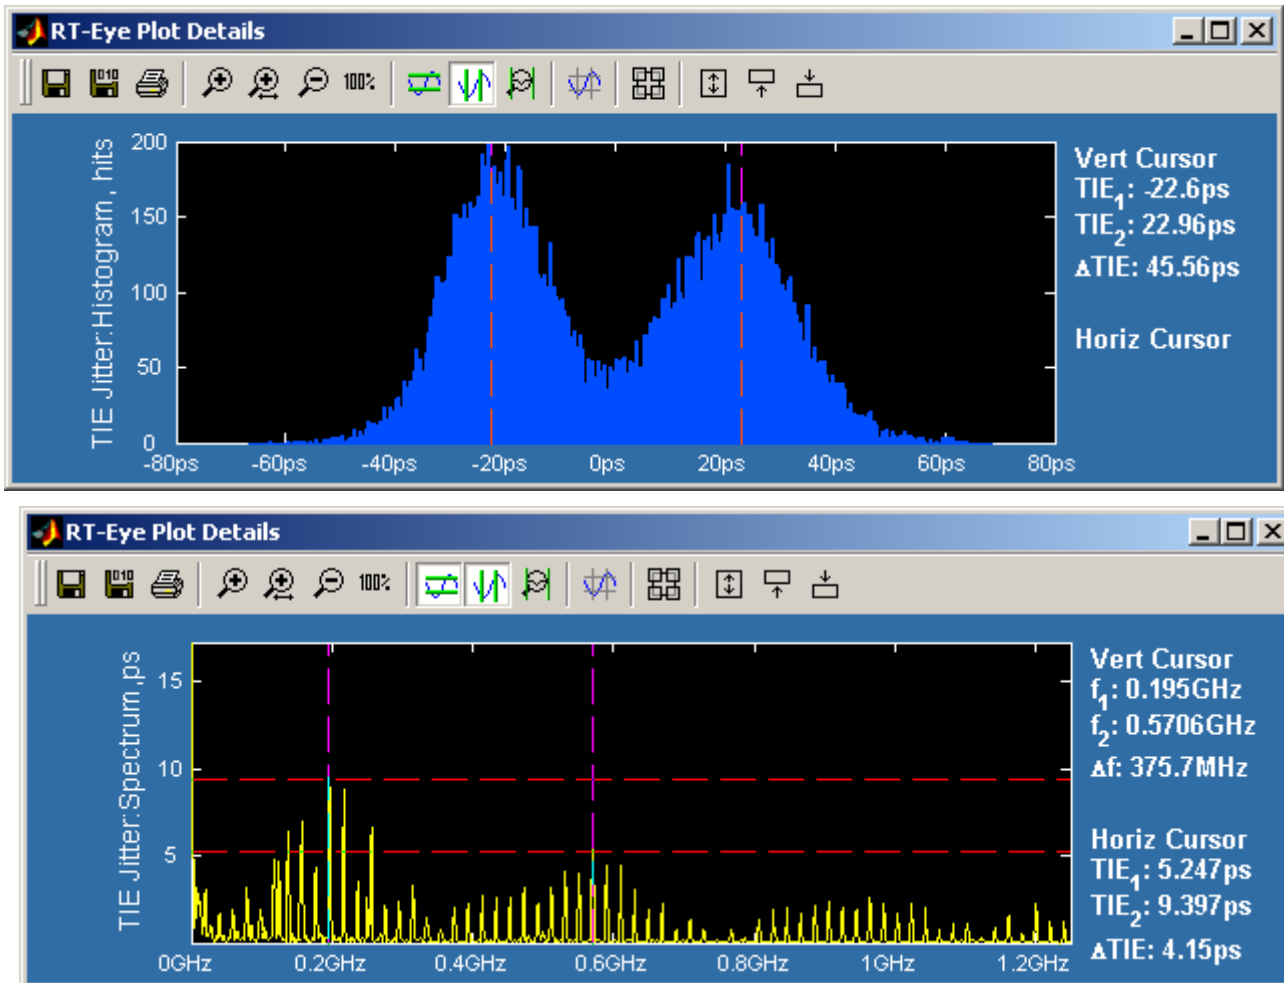 RT-Eye Plot Details
010
100%
TIE Jitter:Histogram, hits
200
150
100
50
0
-80ps -60ps -40ps -20ps 0ps 20ps 40ps 60ps 80ps
Vert Cursor
TIE1: -22.6ps
TIE2: 22.96ps
ΔTIE: 45.56ps
Horiz Cursor
RT-Eye Plot Details
010
100%
TIE Jitter:Spectrum,ps
15
10
5
0GHz 0.2GHz 0.4GHz 0.6GHz 0.8GHz 1GHz 1.2GHz
Vert Cursor
f1: 0.195GHz
f2: 0.5706GHz
Δf: 375.7MHz
Horiz Cursor
TIE1: 5.247ps
TIE2: 9.397ps
ΔTIE: 4.15ps